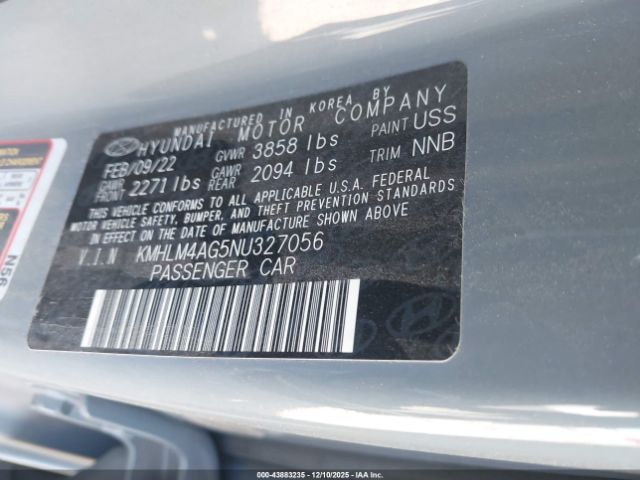 MANUFACTURED IN KOREA BY
HYUNDAI MOTOR COMPANY
FEB/09/22 GVWR 3858 lbs PAINT USS
GAWR FRONT 2271 lbs GAWR REAR 2094 lbs TRIM NNB
THIS VEHICLE CONFORMS TO ALL APPLICABLE U.S.A. FEDERAL
MOTOR VEHICLE SAFETY, BUMPER, AND THEFT PREVENTION STANDARDS
IN EFFECT ON THE DATE OF MANUFACTURE SHOWN ABOVE
V.I.N KMHLM4AG5NU327056
PASSENGER CAR
N56
©IAA - 43883235 - 12/10/2025 - IAA Inc.